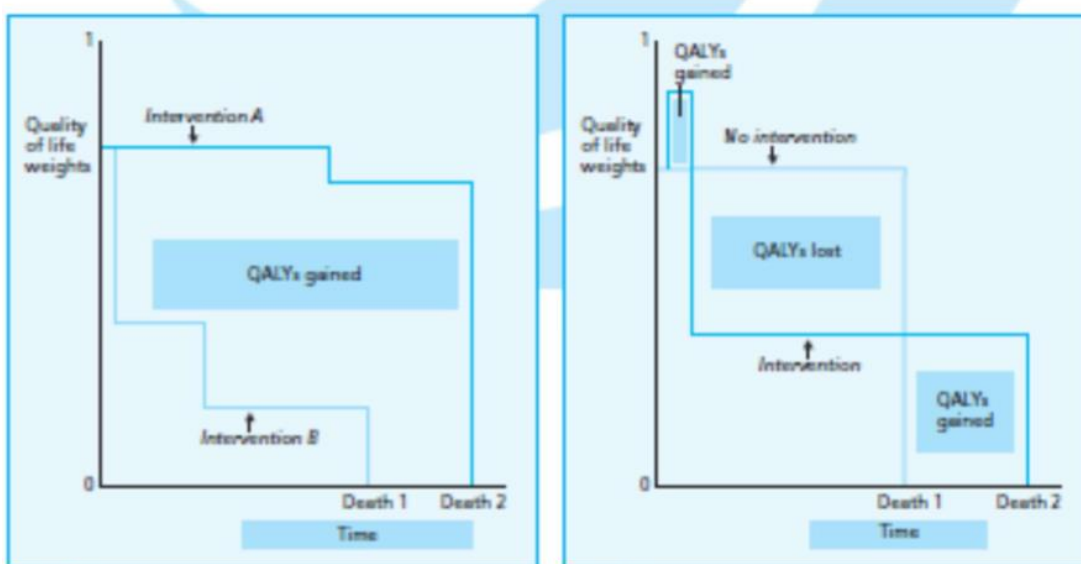 1
Quality
of life
weights
Intervention A
QALYs gained
Intervention B
0
Death 1
Death 2
Time
1
QALYs
gained
Quality
of life
weights
No intervention
QALYs lost
Intervention
QALYs
gained
0
Death 1
Death 2
Time